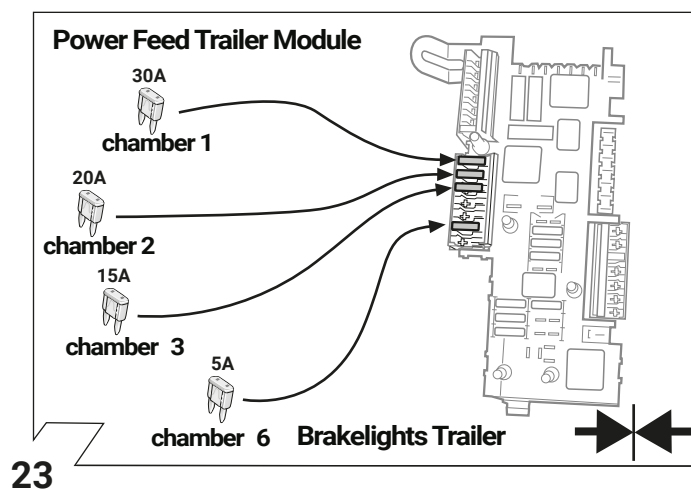 Power Feed Trailer Module
30A
chamber 1
20A
chamber 2
15A
chamber 3
5A
chamber 6 Brakelights Trailer
23